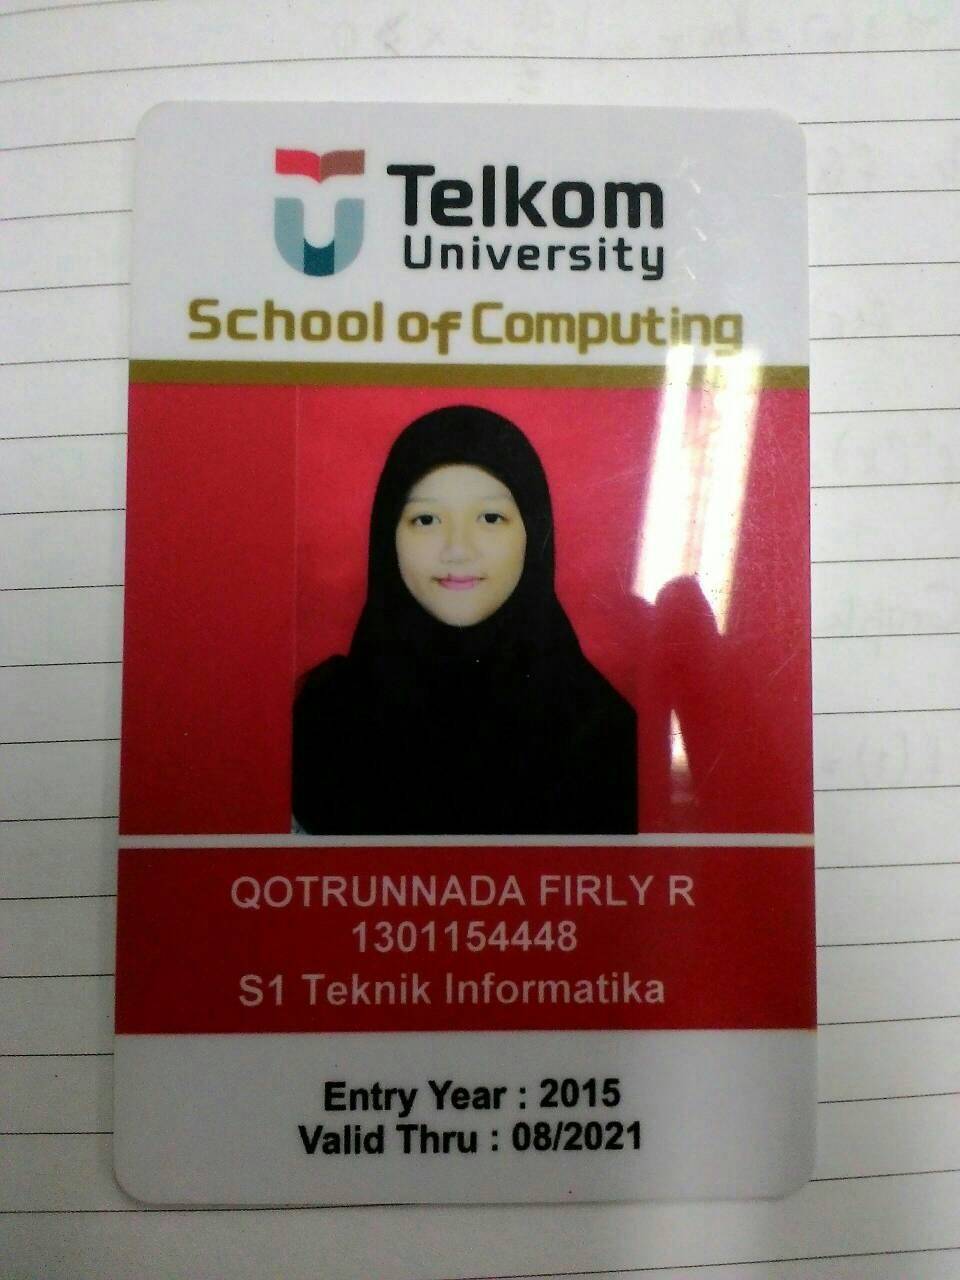 Telkom
University
School of Computing
QOTRUNNADA FIRLY R
1301154448
S1 Teknik Informatika
Entry Year : 2015
Valid Thru : 08/2021